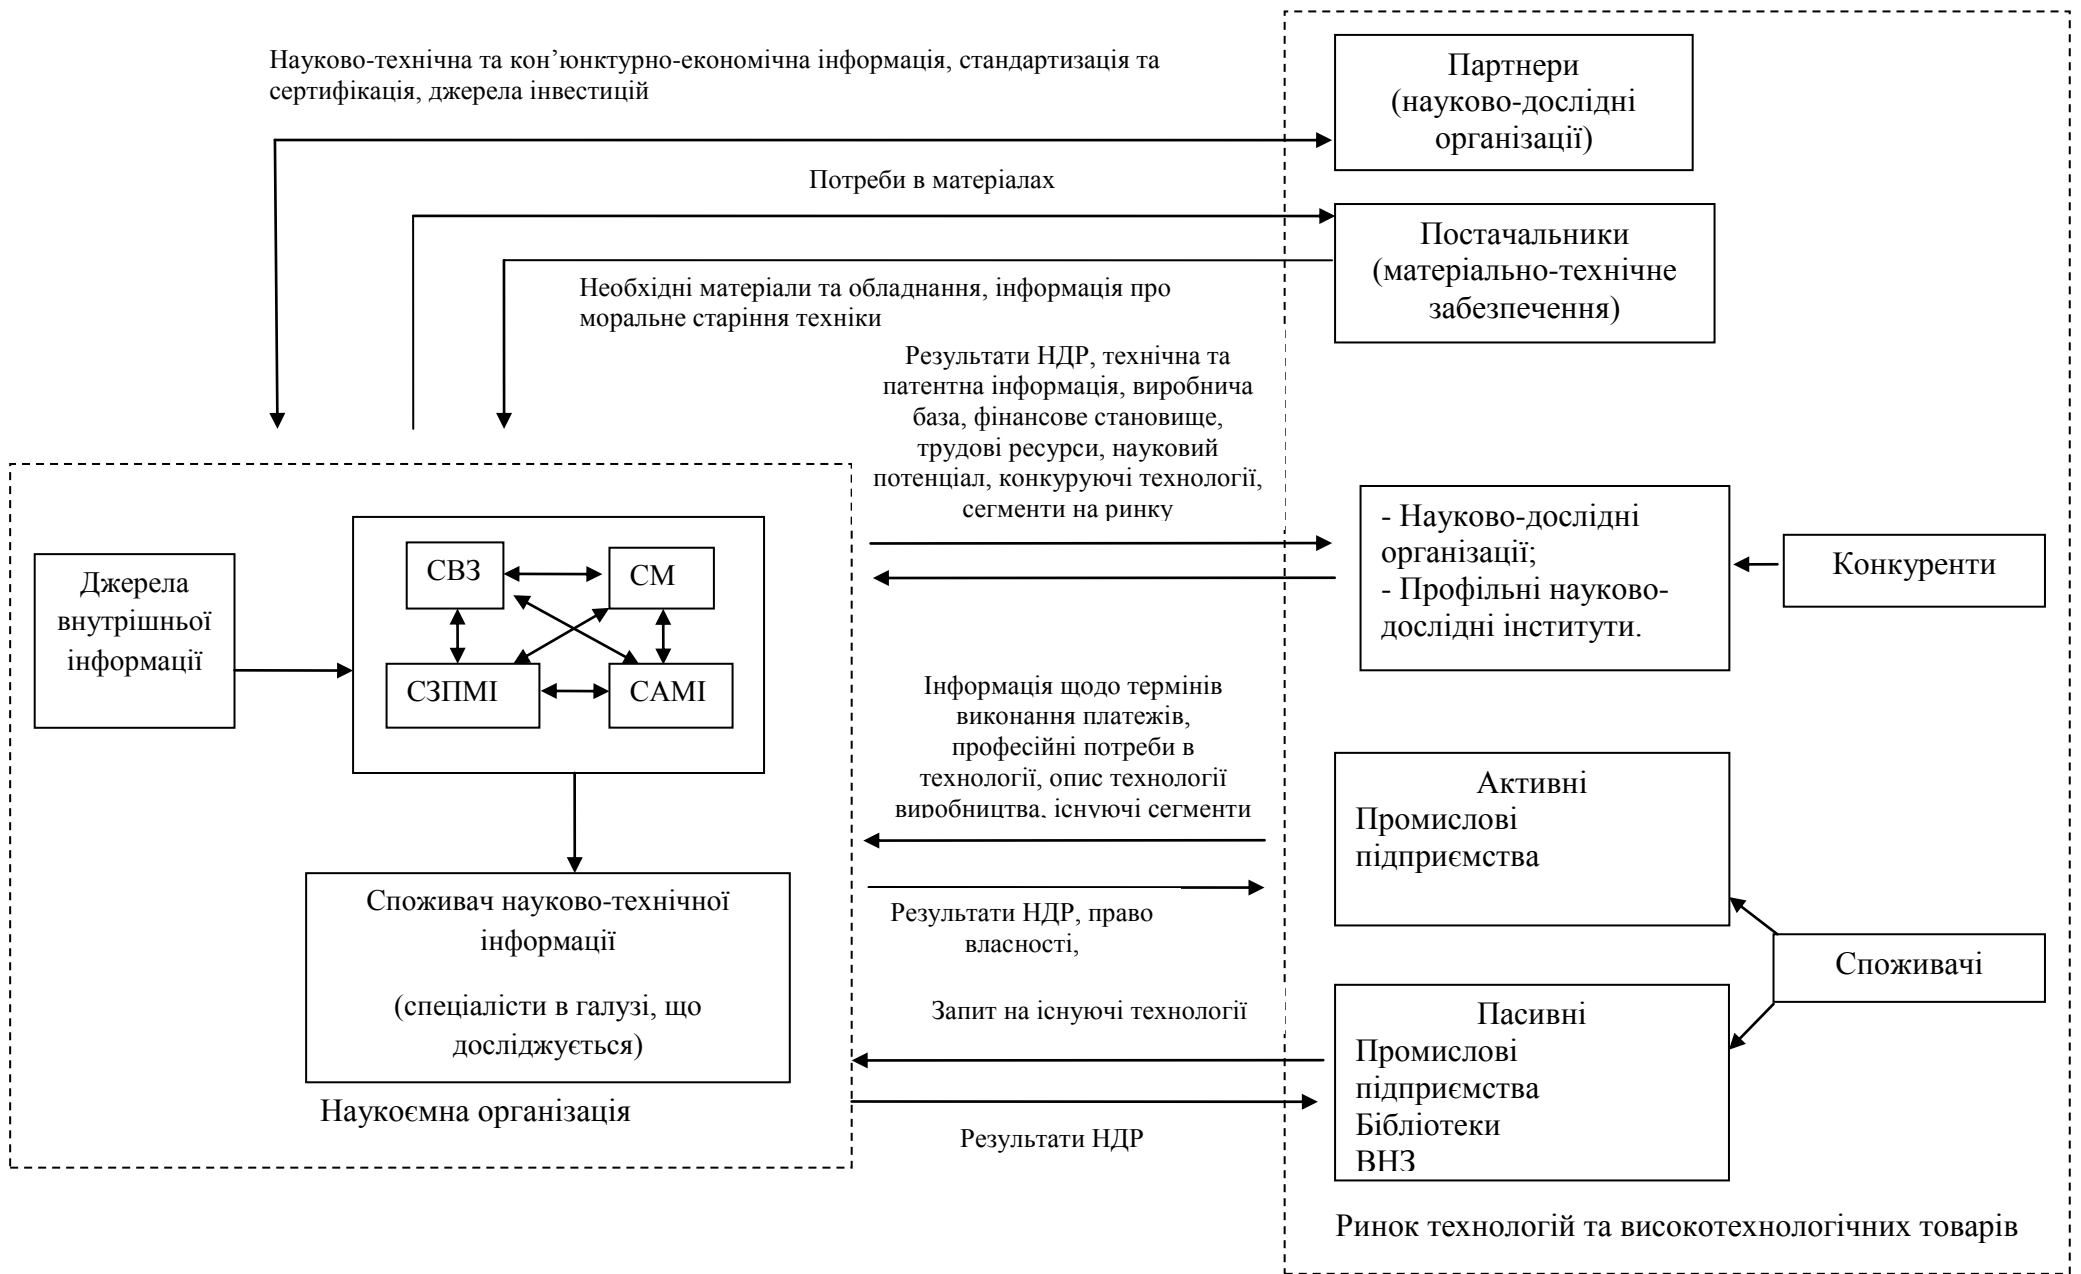 Науково-технічна та кон’юнктурно-економічна інформація, стандартизація та
сертифікація, джерела інвестицій
Партнери
(науково-дослідні
організації)
Потреби в матеріалах
Постачальники
(матеріально-технічне
забезпечення)
Необхідні матеріали та обладнання, інформація про
моральне старіння техніки
Результати НДР, технічна та
патентна інформація, виробнича
база, фінансове становище,
трудові ресурси, науковий
потенціал, конкуруючі технології,
сегменти на ринку
- Науково-дослідні
організації;
- Профільні науково-
дослідні інститути.
Конкуренти
Джерела
внутрішньої
інформації
СВЗ
СМ
СЗПМІ
САМІ
Інформація щодо термінів
виконання платежів,
професійні потреби в
технології, опис технології
виробництва, існуючі сегменти
Активні
Промислові
підприємства
Споживач науково-технічної
інформації
(спеціалісти в галузі, що
досліджується)
Наукоємна організація
Результати НДР, право
власності,
Споживачі
Запит на існуючі технології
Пасивні
Промислові
підприємства
Бібліотеки
ВНЗ
Результати НДР
Ринок технологій та високотехнологічних товарів